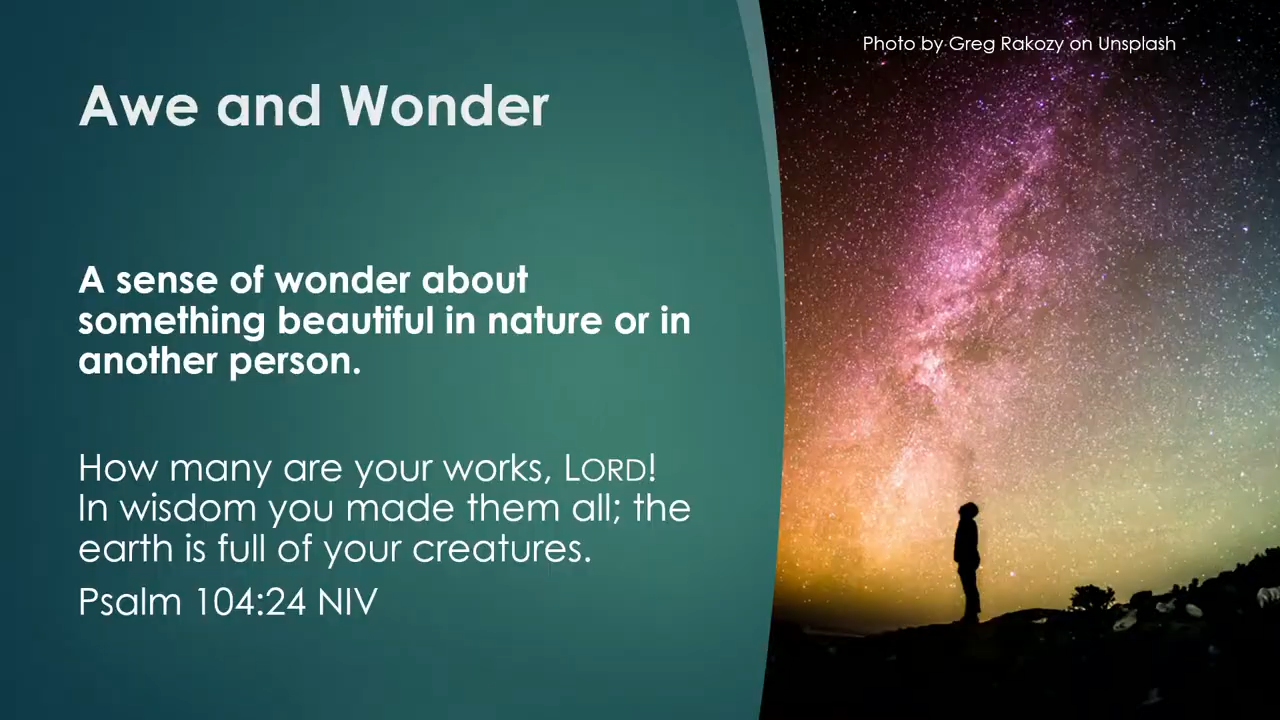 Photo by Greg Rakozy on Unsplash
Awe and Wonder
A sense of wonder about
something beautiful in nature or in
another person.
How many are your works, LORD!
In wisdom you made them all; the
earth is full of your creatures.
Psalm 104:24 NIV